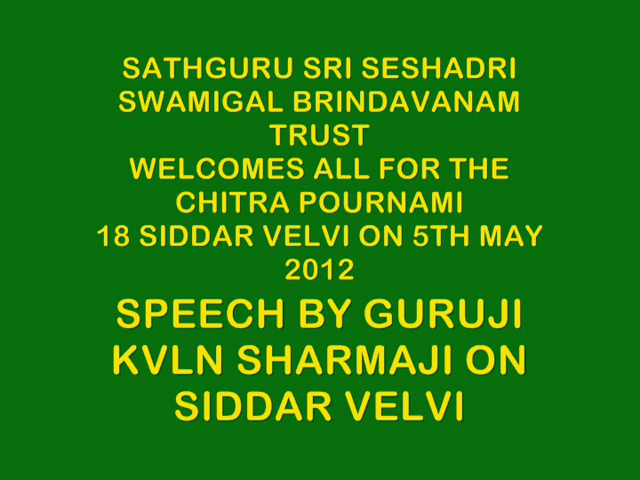 SATHGURU SRI SESHADRI
SWAMIGAL BRINDAVANAM
TRUST
WELCOMES ALL FOR THE
CHITRA POURNAMI
18 SIDDAR VELVI ON 5TH MAY
2012
SPEECH BY GURUJI
KVLN SHARMAJI ON
SIDDAR VELVI